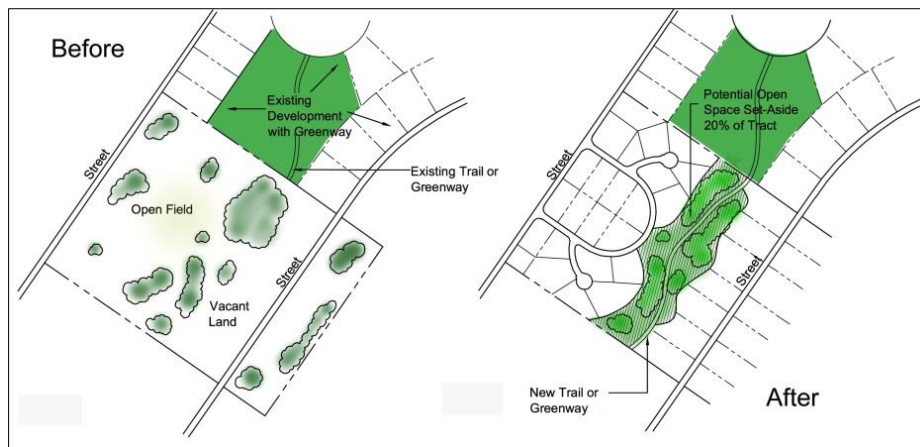 Before
Existing
Development
with Greenway
Street
Existing Trail or
Greenway
Open Field
Street
Vacant
Land
Potential Open
Space Set-Aside
20% of Tract
Street
Street
New Trail or
Greenway
After